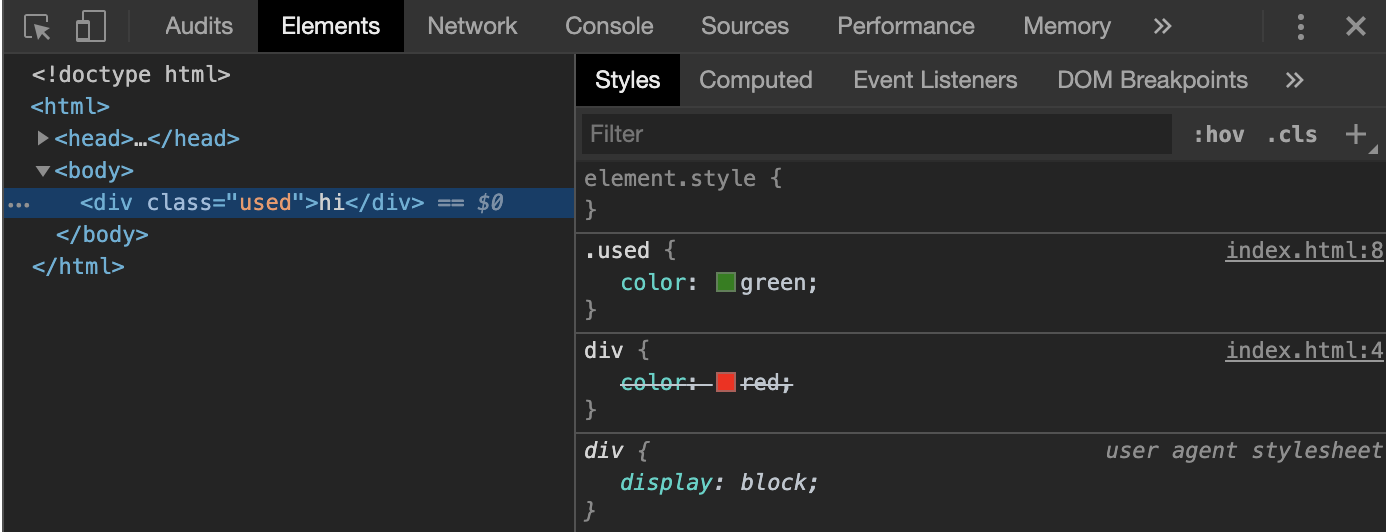 Audits Elements Network Console Sources Performance Memory »
<!doctype html>
<html>
<head>…</head>
<body>
… <div class="used">hi</div> == $0
</body>
</html>
Styles Computed Event Listeners DOM Breakpoints »
Filter :hov .cls +
element.style {
}
.used { index.html:8
color: green;
}
div { index.html:4
color: red;
}
div { user agent stylesheet
display: block;
}